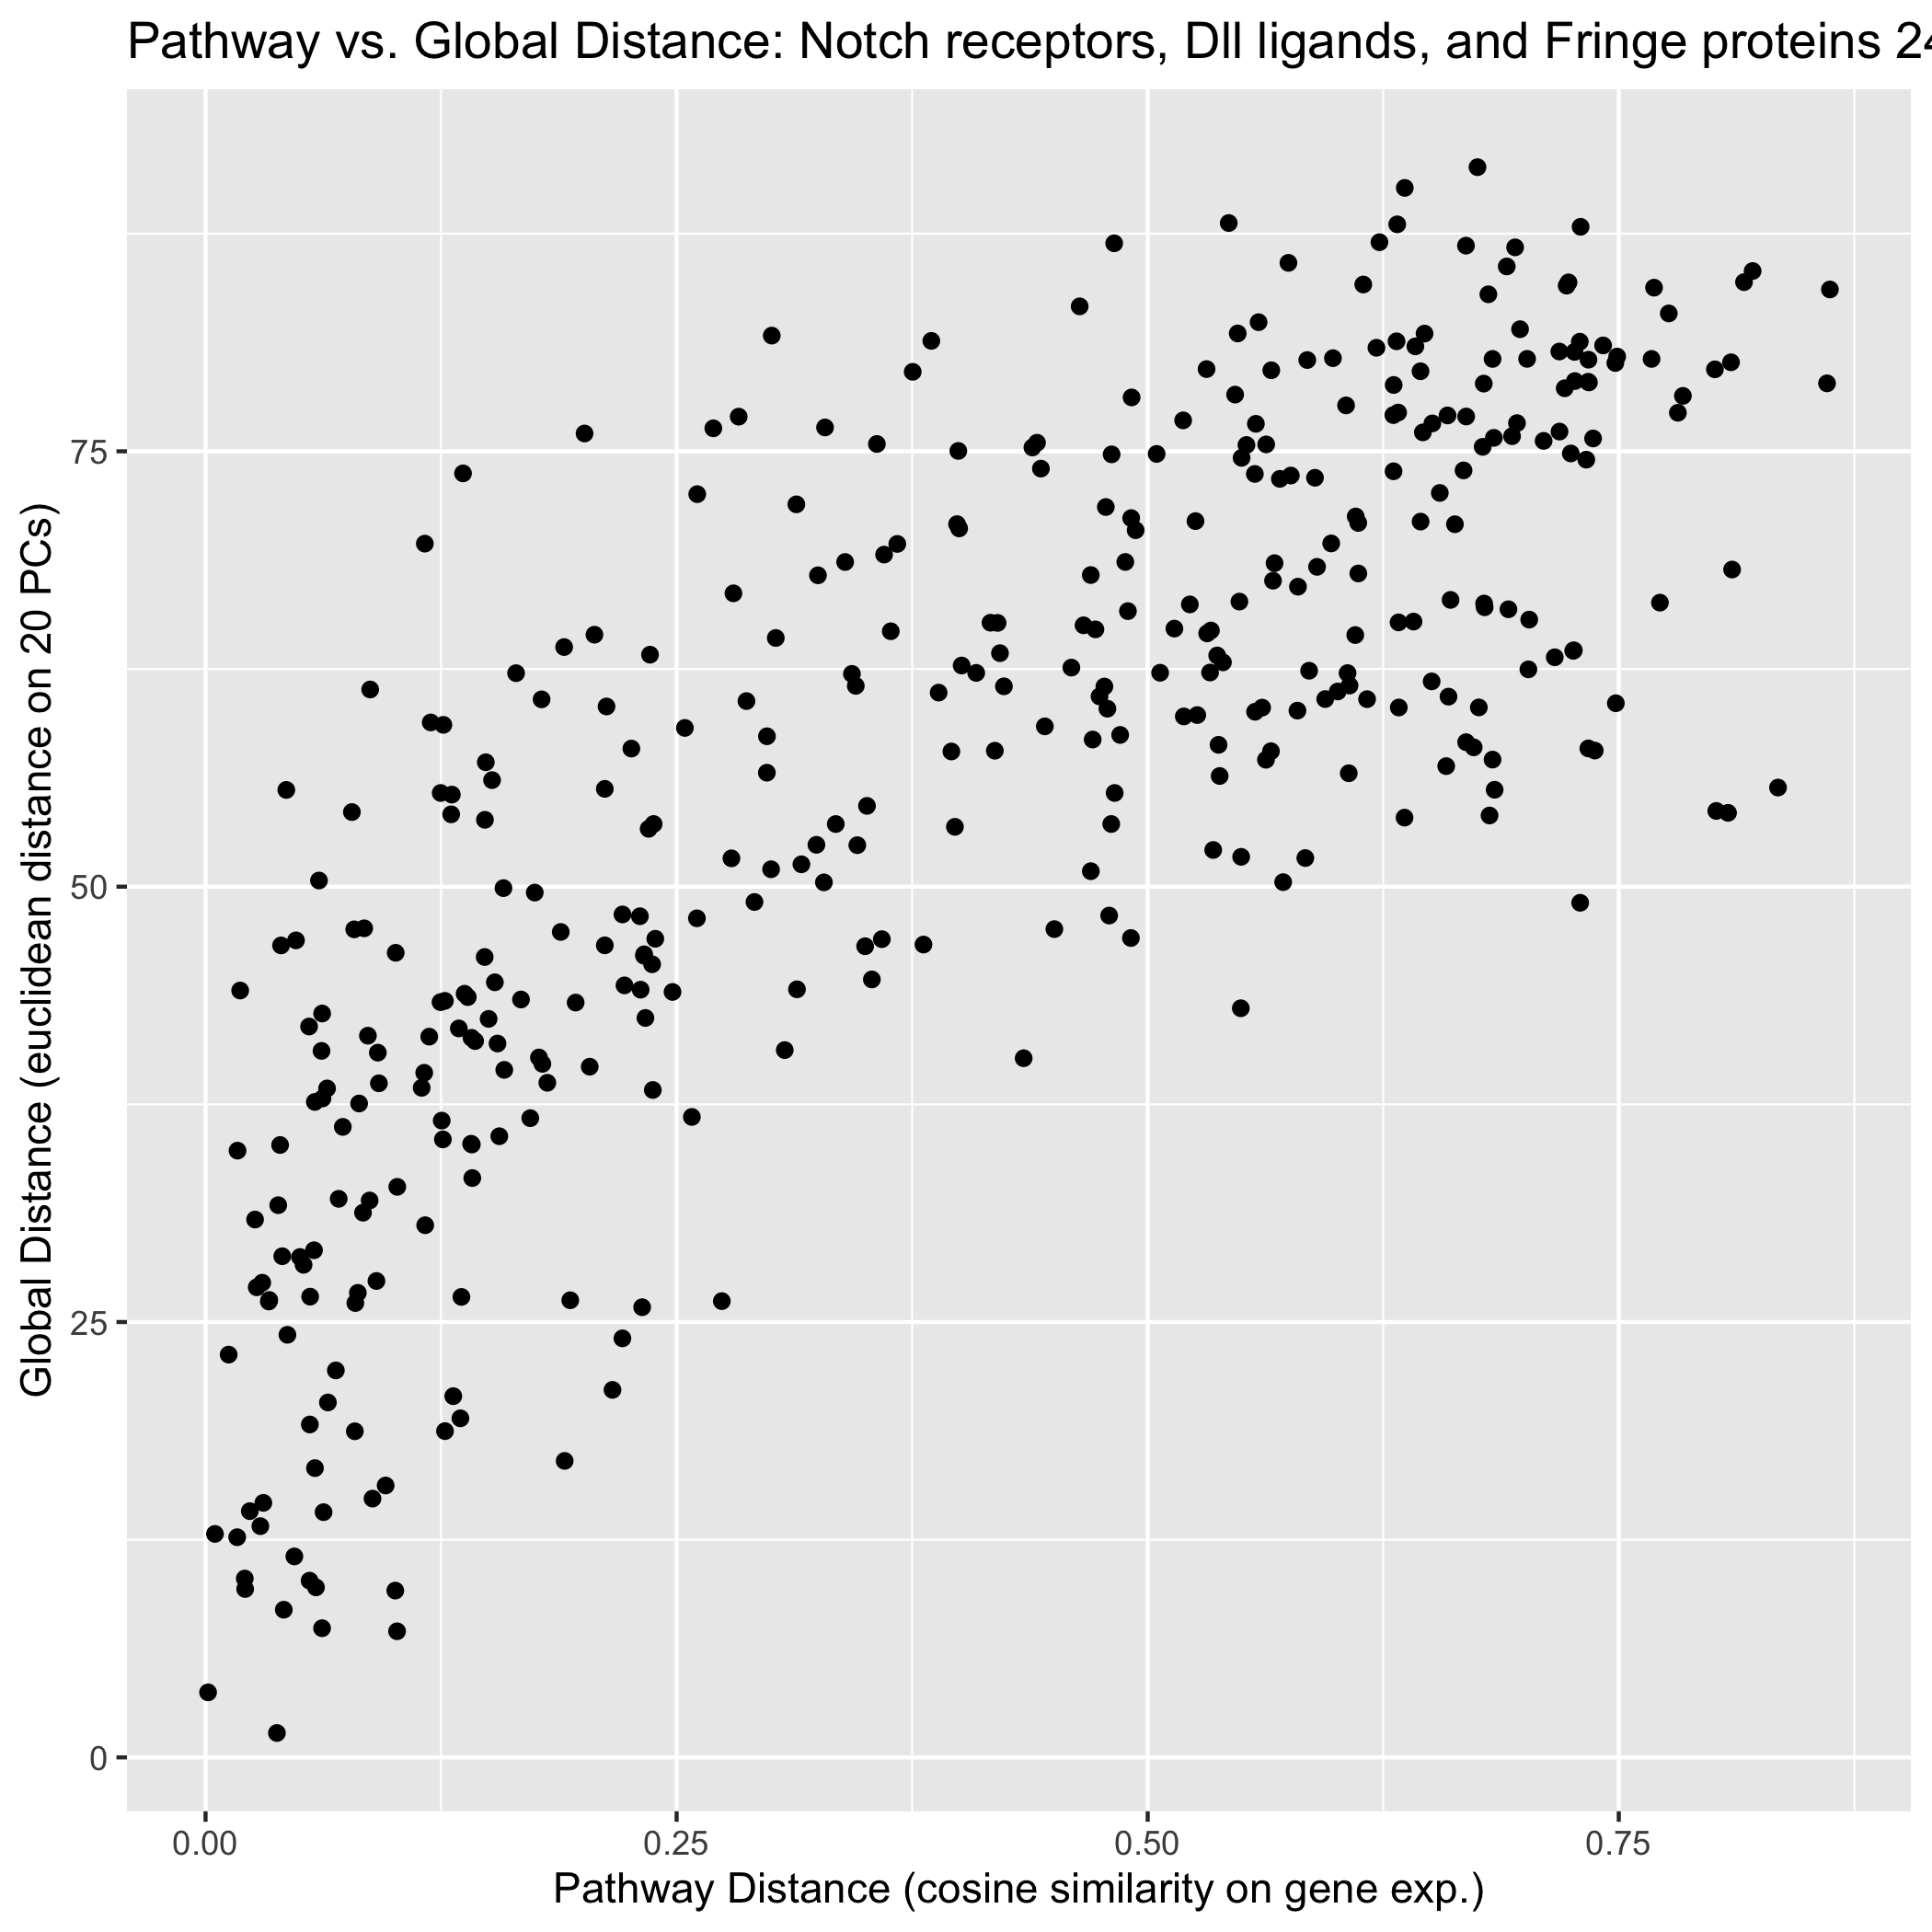 Pathway vs. Global Distance: Notch receptors, Dll ligands, and Fringe proteins 24
Global Distance (euclidean distance on 20 PCs)
75
50
25
0
0.00 0.25 0.50 0.75
Pathway Distance (cosine similarity on gene exp.)